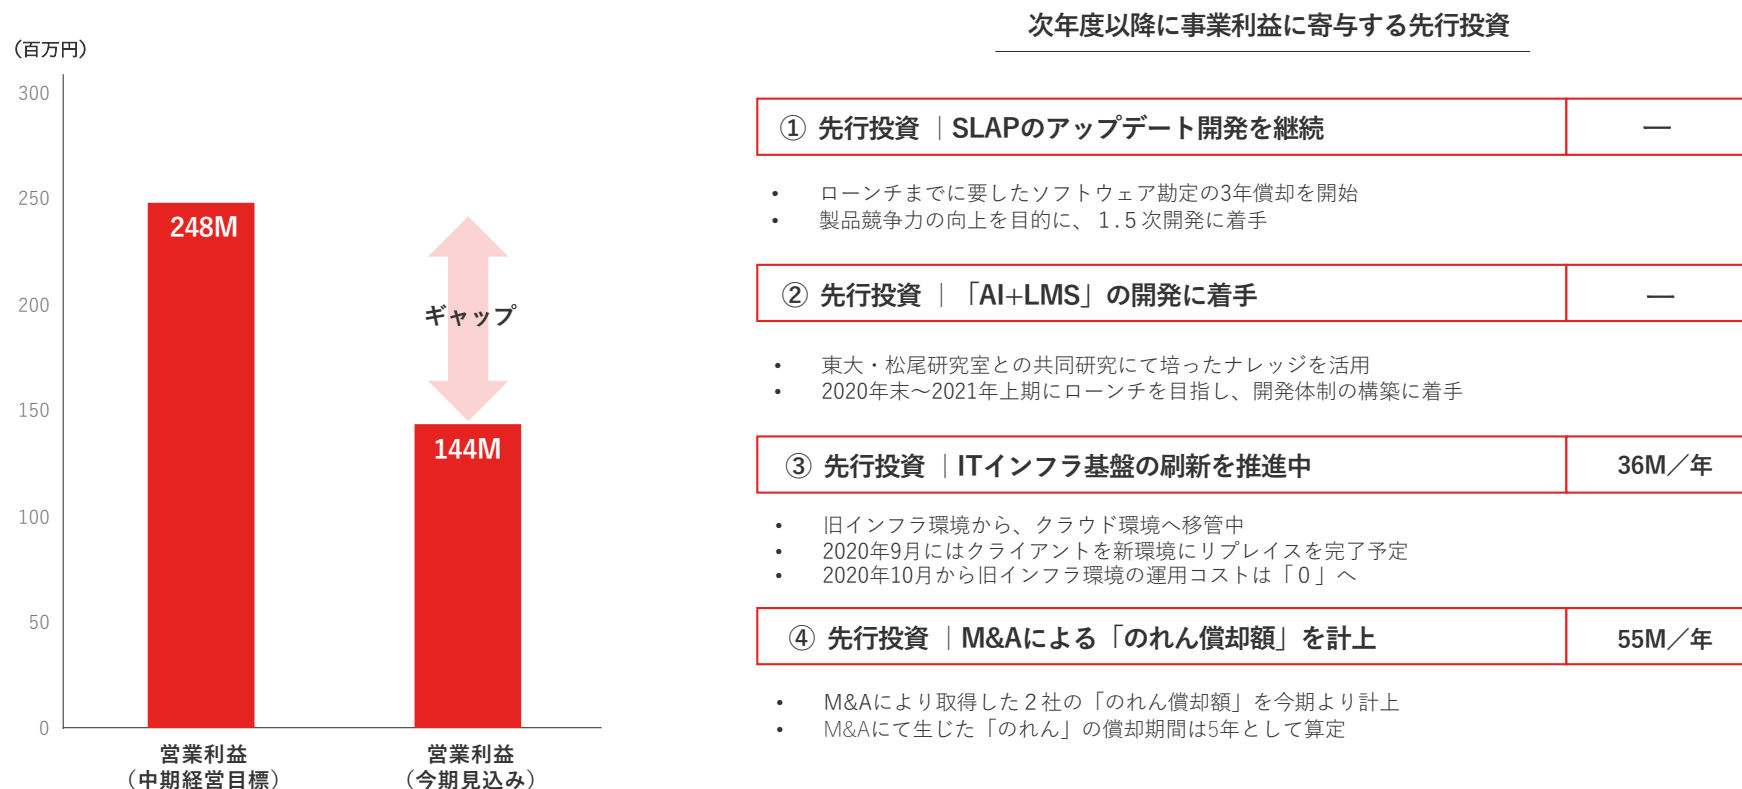 （百万円）
300
250
200
150
100
50
0
248M
144M
ギャップ
営業利益
（中期経営目標）
営業利益
（今期見込み）
次年度以降に事業利益に寄与する先行投資
① 先行投資 ｜SLAPのアップデート開発を継続
―
• ローンチまでに要したソフトウェア勘定の3年償却を開始
• 製品競争力の向上を目的に、１.５次開発に着手
② 先行投資 ｜「AI+LMS」の開発に着手
―
• 東大・松尾研究室との共同研究にて培ったナレッジを活用
• 2020年末～2021年上期にローンチを目指し、開発体制の構築に着手
③ 先行投資 ｜ITインフラ基盤の刷新を推進中
36M／年
• 旧インフラ環境から、クラウド環境へ移管中
• 2020年9月にはクライアントを新環境にリプレイスを完了予定
• 2020年10月から旧インフラ環境の運用コストは「０」へ
④ 先行投資 ｜M&Aによる「のれん償却額」を計上
55M／年
• M&Aにより取得した２社の「のれん償却額」を今期より計上
• M&Aにて生じた「のれん」の償却期間は5年として算定